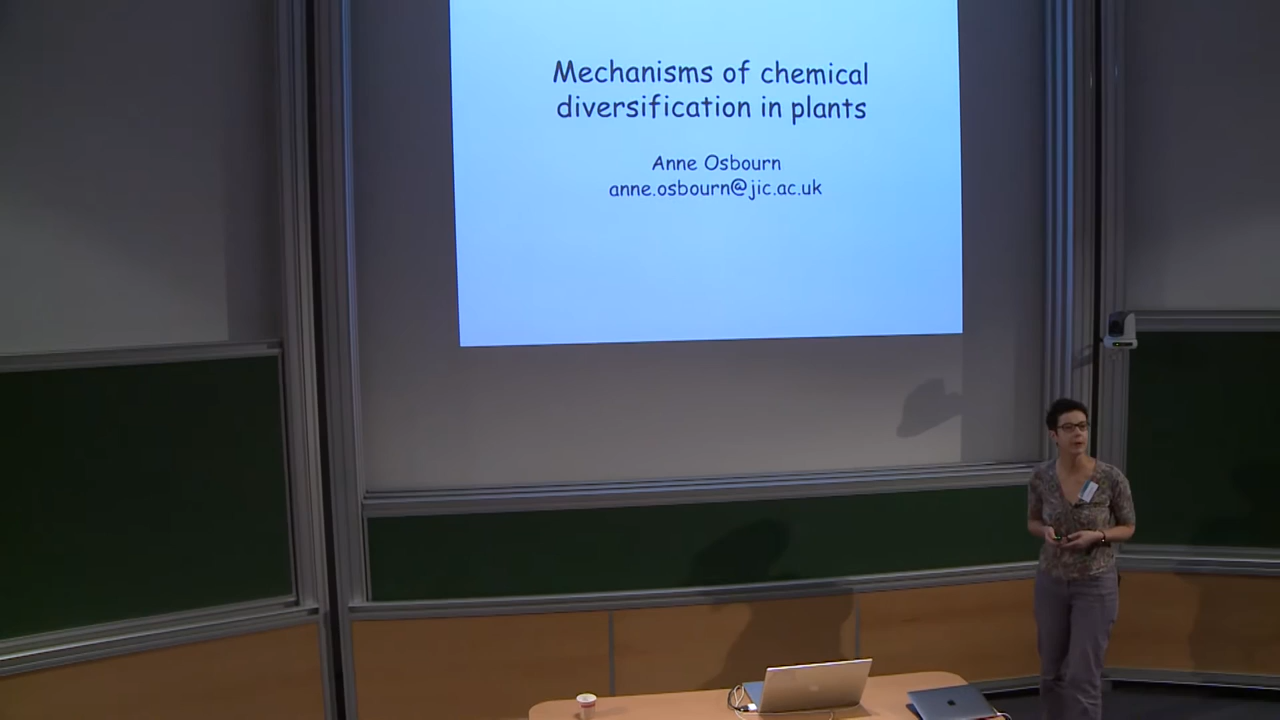 Mechanisms of chemical
diversification in plants
Anne Osbourn
anne.osbourn@jic.ac.uk